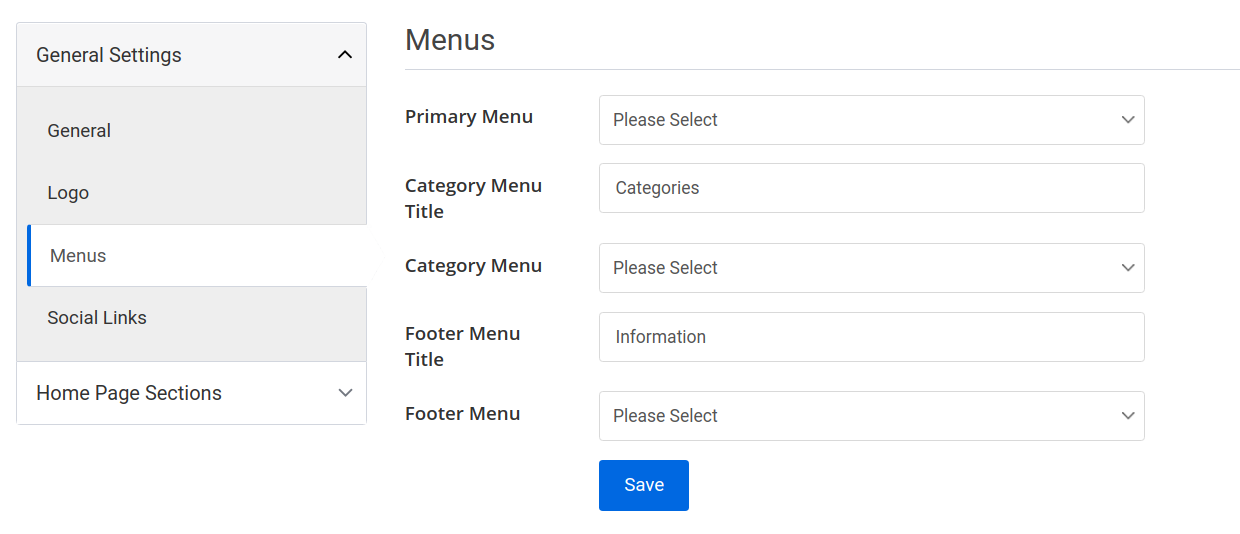 General Settings
General
Logo
Menus
Social Links
Home Page Sections
Menus
Primary Menu
Please Select
Category Menu
Title
Categories
Category Menu
Please Select
Footer Menu
Title
Information
Footer Menu
Please Select
Save